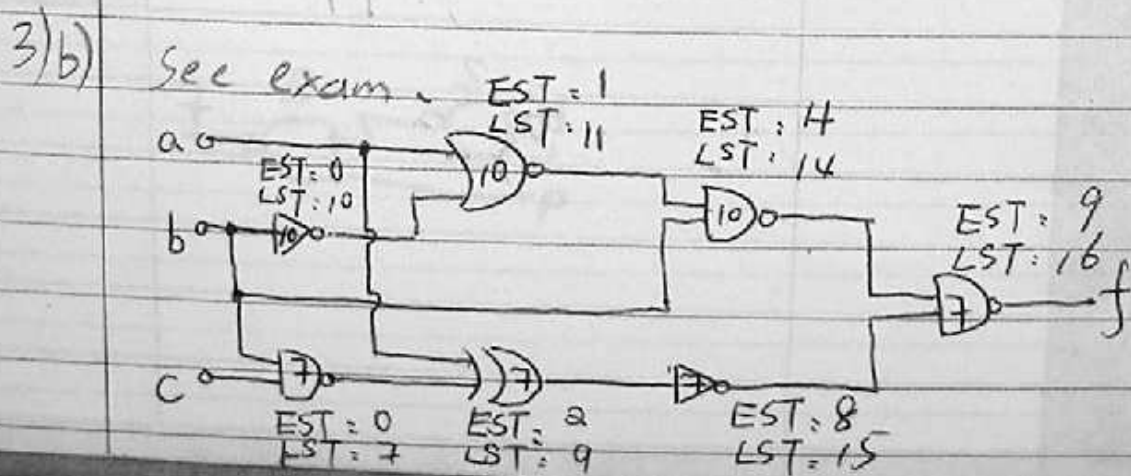 3)b)
See exam.
EST: 1
LST: 11
EST: 4
LST: 14
a
10
EST: 0
LST: 10
10
EST: 9
LST: 16
b
10
7
f
c
7
7
7
EST: 0
LST: 7
EST: 2
LST: 9
EST: 8
LST: 15